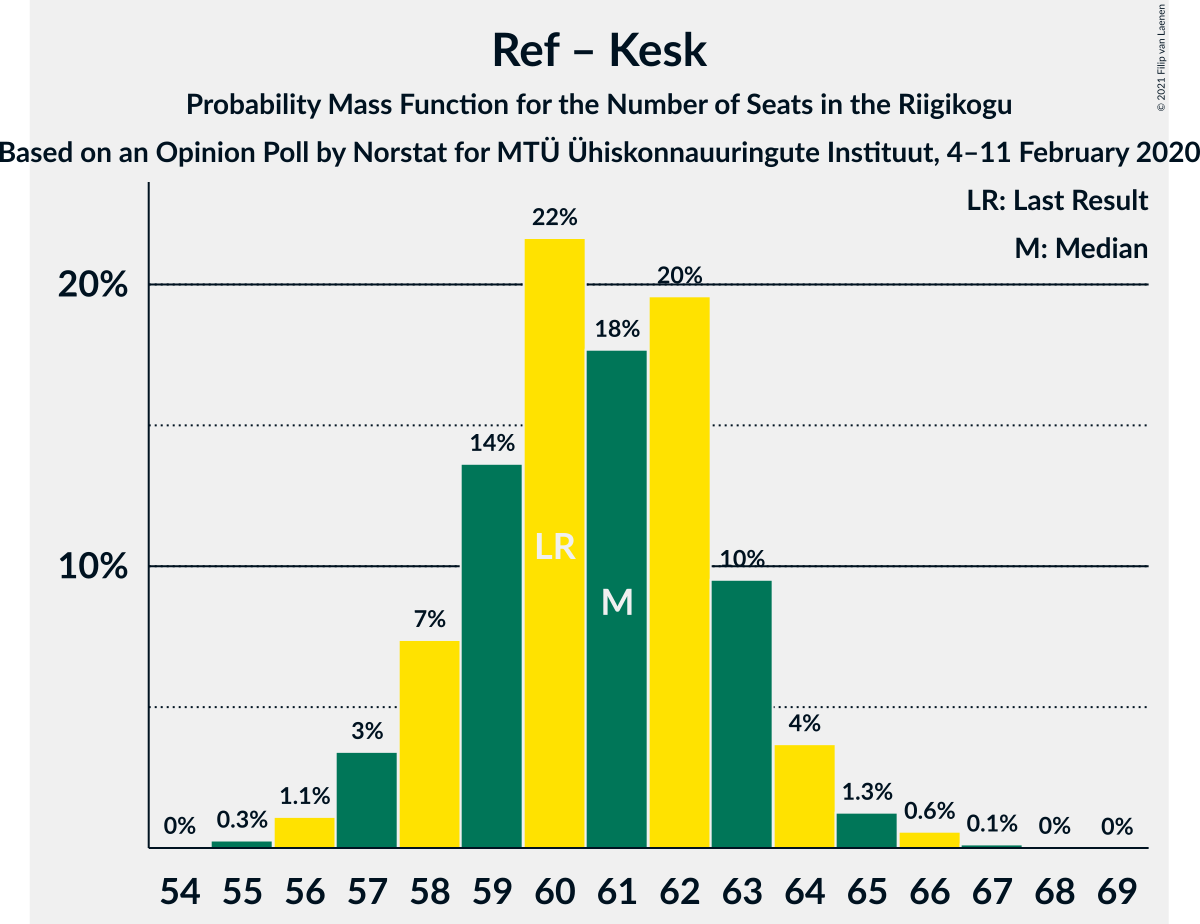 Ref – Kesk
Probability Mass Function for the Number of Seats in the Riigikogu
Based on an Opinion Poll by Norstat for MTÜ Ühiskonnauuringute Instituut, 4–11 February 2020
© 2021 Filip van Laenen
LR: Last Result
M: Median
20%
10%
0%
0.3%
1.1%
3%
7%
14%
22%
18%
20%
10%
4%
1.3%
0.6%
0.1%
0%
0%
LR
M
54 55 56 57 58 59 60 61 62 63 64 65 66 67 68 69